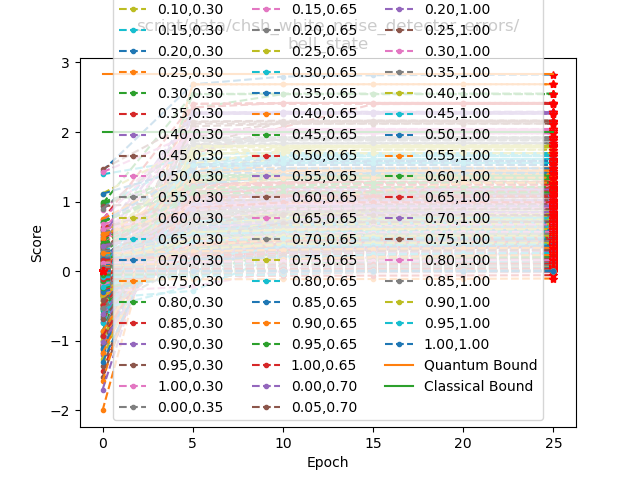 script/data/chsh_white_noise_detector_errors/
bell_state
0.10,0.30 0.15,0.65 0.20,1.00
0.15,0.30 0.20,0.65 0.25,1.00
0.20,0.30 0.25,0.65 0.30,1.00
0.25,0.30 0.30,0.65 0.35,1.00
0.30,0.30 0.35,0.65 0.40,1.00
0.35,0.30 0.40,0.65 0.45,1.00
0.40,0.30 0.45,0.65 0.50,1.00
0.45,0.30 0.50,0.65 0.55,1.00
0.50,0.30 0.55,0.65 0.60,1.00
0.55,0.30 0.60,0.65 0.65,1.00
0.60,0.30 0.65,0.65 0.70,1.00
0.65,0.30 0.70,0.65 0.75,1.00
0.70,0.30 0.75,0.65 0.80,1.00
0.75,0.30 0.80,0.65 0.85,1.00
0.80,0.30 0.85,0.65 0.90,1.00
0.85,0.30 0.90,0.65 0.95,1.00
0.90,0.30 0.95,0.65 1.00,1.00
0.95,0.30 1.00,0.65 Quantum Bound
1.00,0.30 0.00,0.70 Classical Bound
0.00,0.35 0.05,0.70
3
2
1
0
−1
−2
Score
0 5 10 15 20 25
Epoch